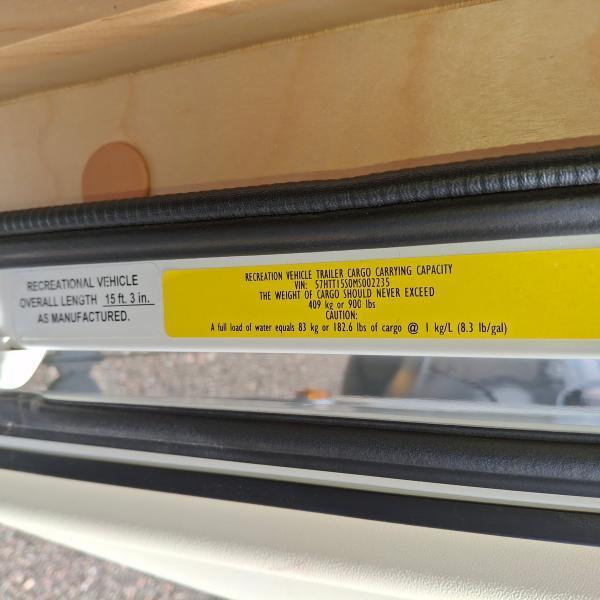 RECREATIONAL VEHICLE
OVERALL LENGTH 15 ft. 3 in.
AS MANUFACTURED.
RECREATION VEHICLE TRAILER CARGO CARRYING CAPACITY
VIN: 57HTT15S0MS002235
THE WEIGHT OF CARGO SHOULD NEVER EXCEED
409 kg or 900 lbs
CAUTION:
A full load of water equals 83 kg or 182.6 lbs of cargo @ 1 kg/L (8.3 lb/gal)